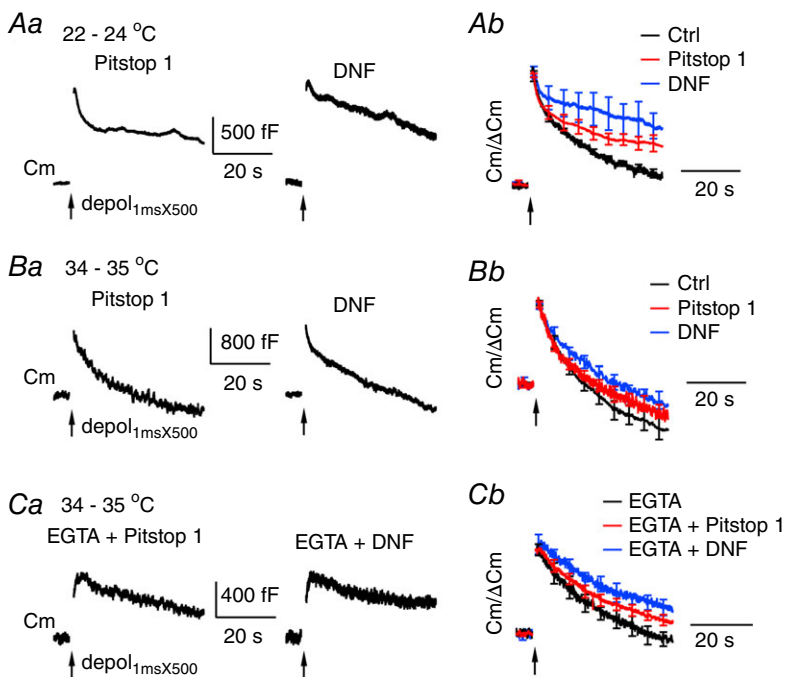 Aa
22 - 24 °C
Pitstop 1
DNF
500 fF
20 s
Cm
depol1msX500
Ab
Ctrl
Pitstop 1
DNF
Cm/ΔCm
20 s
Ba
34 - 35 °C
Pitstop 1
DNF
800 fF
20 s
Cm
depol1msX500
Bb
Ctrl
Pitstop 1
DNF
Cm/ΔCm
20 s
Ca
34 - 35 °C
EGTA + Pitstop 1
EGTA + DNF
400 fF
20 s
Cm
depol1msX500
Cb
EGTA
EGTA + Pitstop 1
EGTA + DNF
Cm/ΔCm
20 s